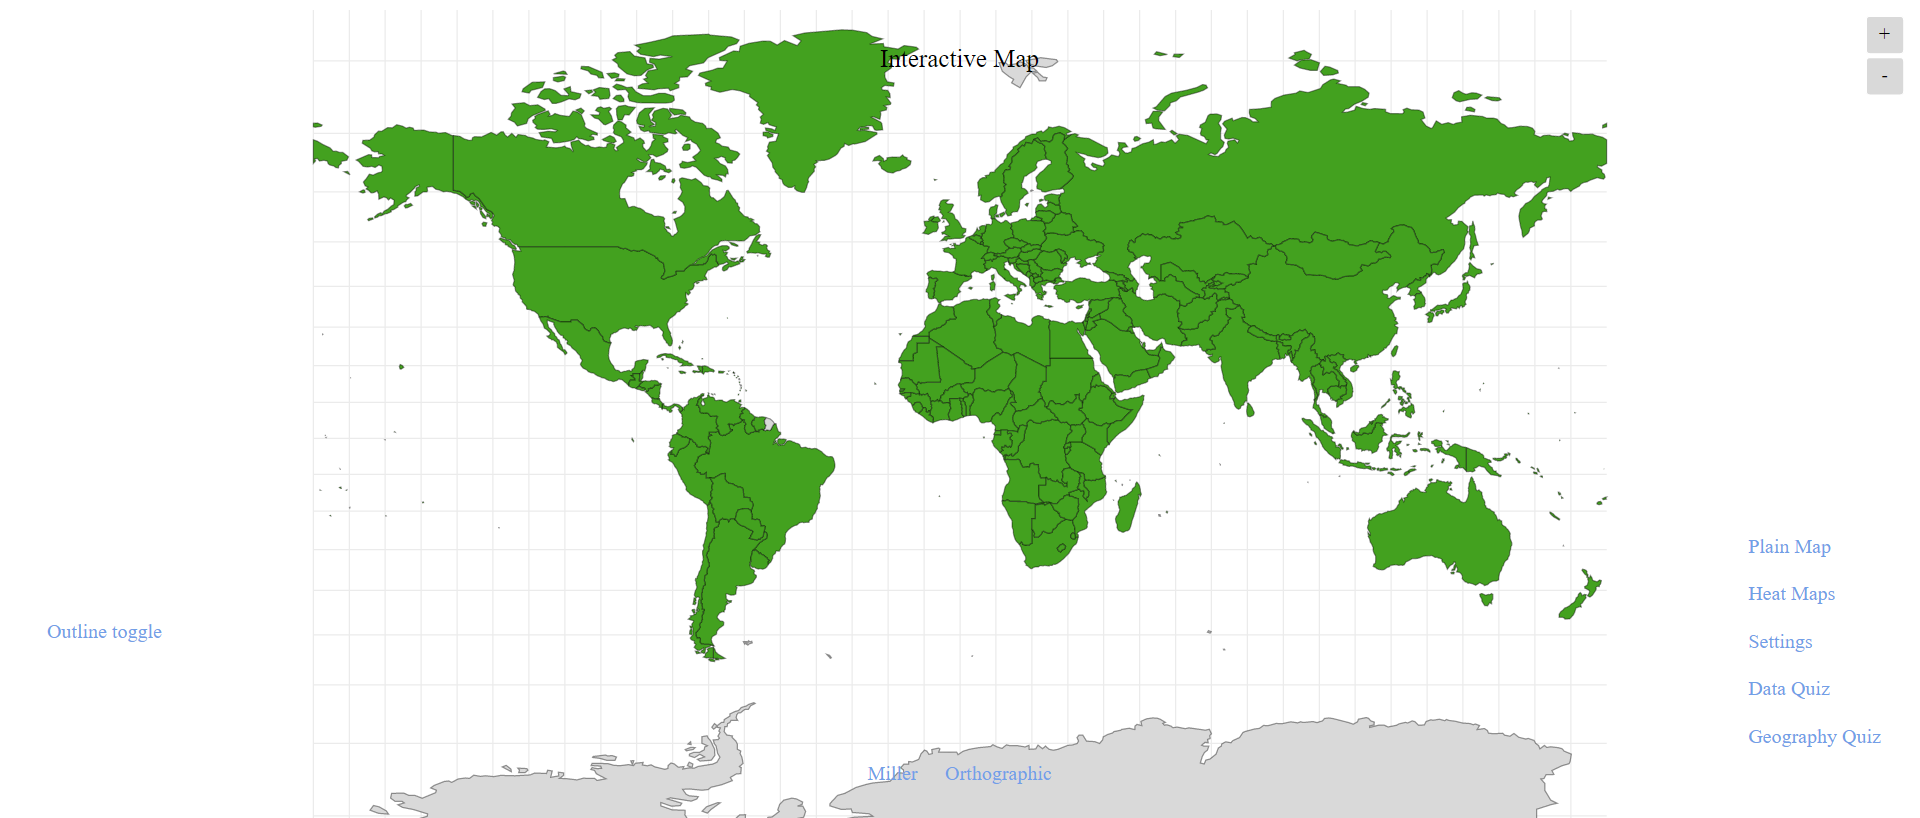 Interactive Map
+
-
Plain Map
Heat Maps
Outline toggle
Settings
Data Quiz
Geography Quiz
Miller Orthographic